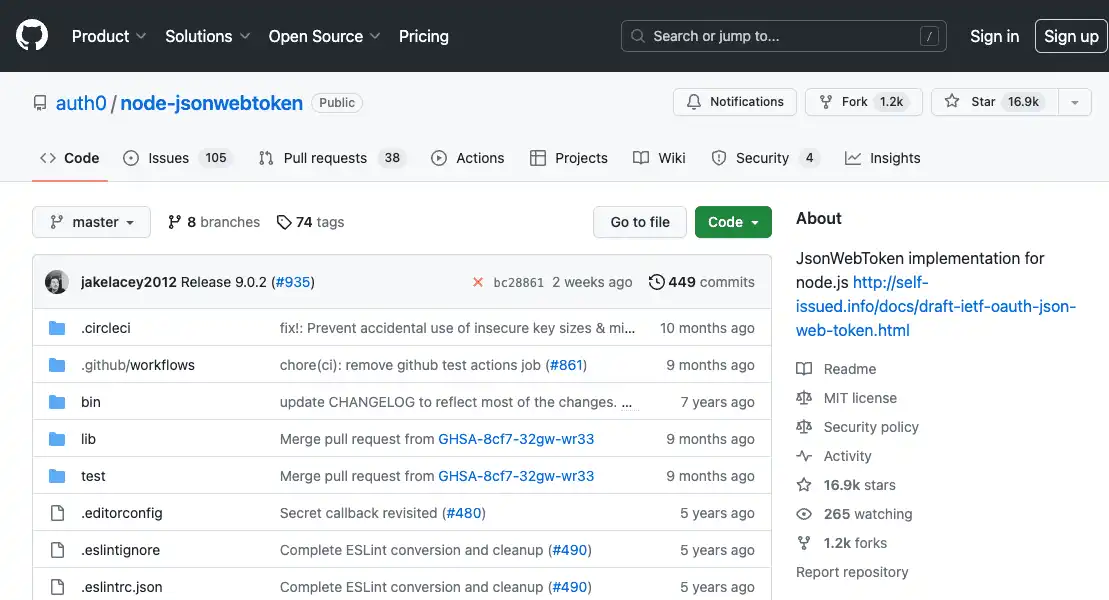 Product Solutions Open Source Pricing Search or jump to... / Sign in Sign up
auth0 / node-jsonwebtoken Public Notifications Fork 1.2k Star 16.9k
Code Issues 105 Pull requests 38 Actions Projects Wiki Security 4 Insights
master 8 branches 74 tags Go to file Code
jakelacey2012 Release 9.0.2 (#935) bc28861 2 weeks ago 449 commits
.circleci fix!: Prevent accidental use of insecure key sizes & mi... 10 months ago
.github/workflows chore(ci): remove github test actions job (#861) 9 months ago
bin update CHANGELOG to reflect most of the changes. ... 7 years ago
lib Merge pull request from GHSA-8cf7-32gw-wr33 9 months ago
test Merge pull request from GHSA-8cf7-32gw-wr33 9 months ago
.editorconfig Secret callback revisited (#480) 5 years ago
.eslintignore Complete ESLint conversion and cleanup (#490) 5 years ago
.eslintrc.json Complete ESLint conversion and cleanup (#490) 5 years ago
About
JsonWebToken implementation for
node.js http://self-
issued.info/docs/draft-ietf-oauth-json-
web-token.html
Readme
MIT license
Security policy
Activity
16.9k stars
265 watching
1.2k forks
Report repository